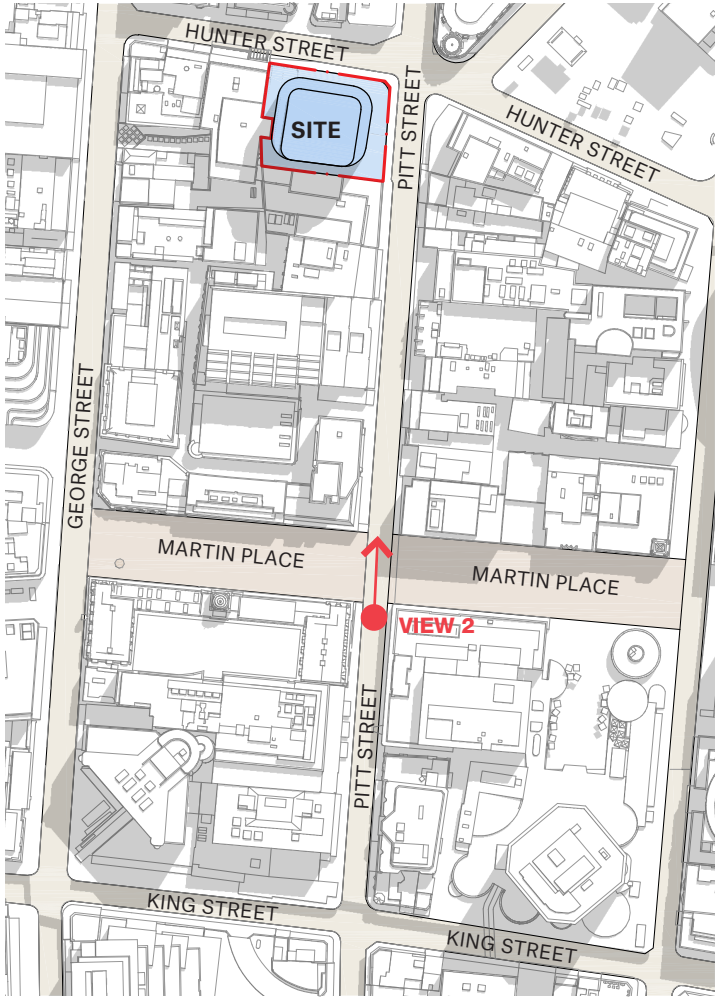 HUNTER STREET
PITT STREET
HUNTER STREET
SITE
GEORGE STREET
MARTIN PLACE
MARTIN PLACE
VIEW 2
PITT STREET
KING STREET
KING STREET